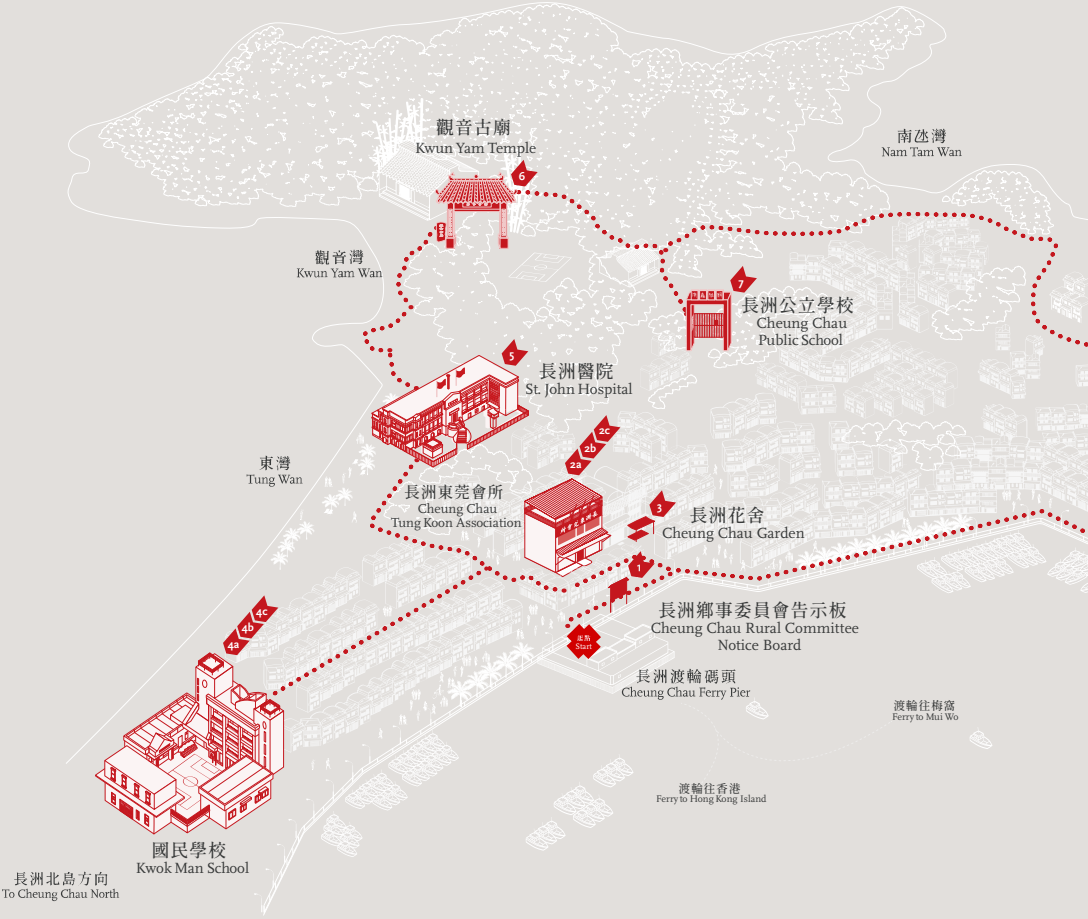 觀音古廟
Kwun Yam Temple
6
南氹灣
Nam Tam Wan
觀音灣
Kwun Yam Wan
7
長洲公立學校
Cheung Chau
Public School
5
長洲醫院
St. John Hospital
2c
2b
2a
東灣
Tung Wan
長洲東莞會所
Cheung Chau
Tung Koon Association
3
長洲花舍
Cheung Chau Garden
1
長洲鄉事委員會告示板
Cheung Chau Rural Committee
Notice Board
起點
Start
4c
4b
4a
長洲渡輪碼頭
Cheung Chau Ferry Pier
渡輪往梅窩
Ferry to Mui Wo
渡輪往香港
Ferry to Hong Kong Island
國民學校
Kwok Man School
長洲北島方向
To Cheung Chau North